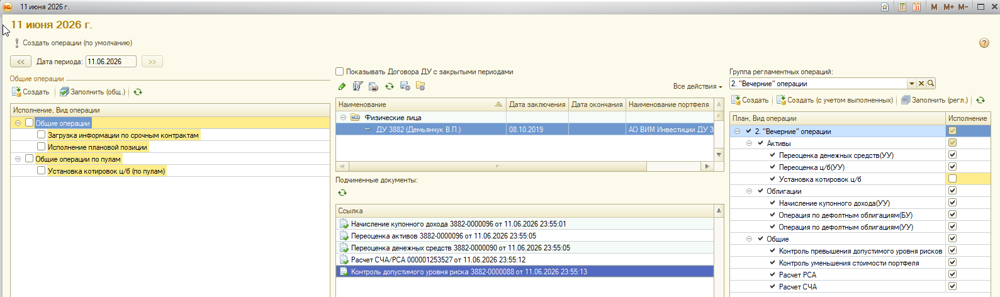 11 июня 2026 г.
M M+ M-
11 июня 2026 г.
Создать операции (по умолчанию)
<< Дата периода: 11.06.2026 >>
Общие операции
Создать Заполнить (общ.)
Исполнение, Вид операции
Общие операции
Загрузка информации по срочным контрактам
Исполнение плановой позиции
Общие операции по пулам
Установка котировок ц/б (по пулам)
Показывать Договора ДУ с закрытыми периодами
Все действия
Наименование Дата заключения Дата окончания Наименование портфеля
Физические лица
ДУ 3882 (Демьянчук В.П.) 08.10.2019 АО ВИМ Инвестиции ДУ 3
Подчиненные документы:
Ссылка
Начисление купонного дохода 3882-0000096 от 11.06.2026 23:55:01
Переоценка активов 3882-0000096 от 11.06.2026 23:55:05
Переоценка денежных средств 3882-0000090 от 11.06.2026 23:55:05
Расчет СЧА/РСА 000001253527 от 11.06.2026 23:55:12
Контроль допустимого уровня риска 3882-0000088 от 11.06.2026 23:55:13
Группа регламентных операций:
2. "Вечерние" операции
Создать Создать (с учетом выполненных) Заполнить (регл.)
План, Вид операции Исполнение
2. "Вечерние" операции
Активы
Переоценка денежных средств(УУ)
Переоценка ц/б(УУ)
Установка котировок ц/б
Облигации
Начисление купонного дохода(УУ)
Операция по дефолтным облигациям(БУ)
Операция по дефолтным облигациям(УУ)
Общие
Контроль превышения допустимого уровня рисков
Контроль уменьшения стоимости портфеля
Расчет РСА
Расчет СЧА